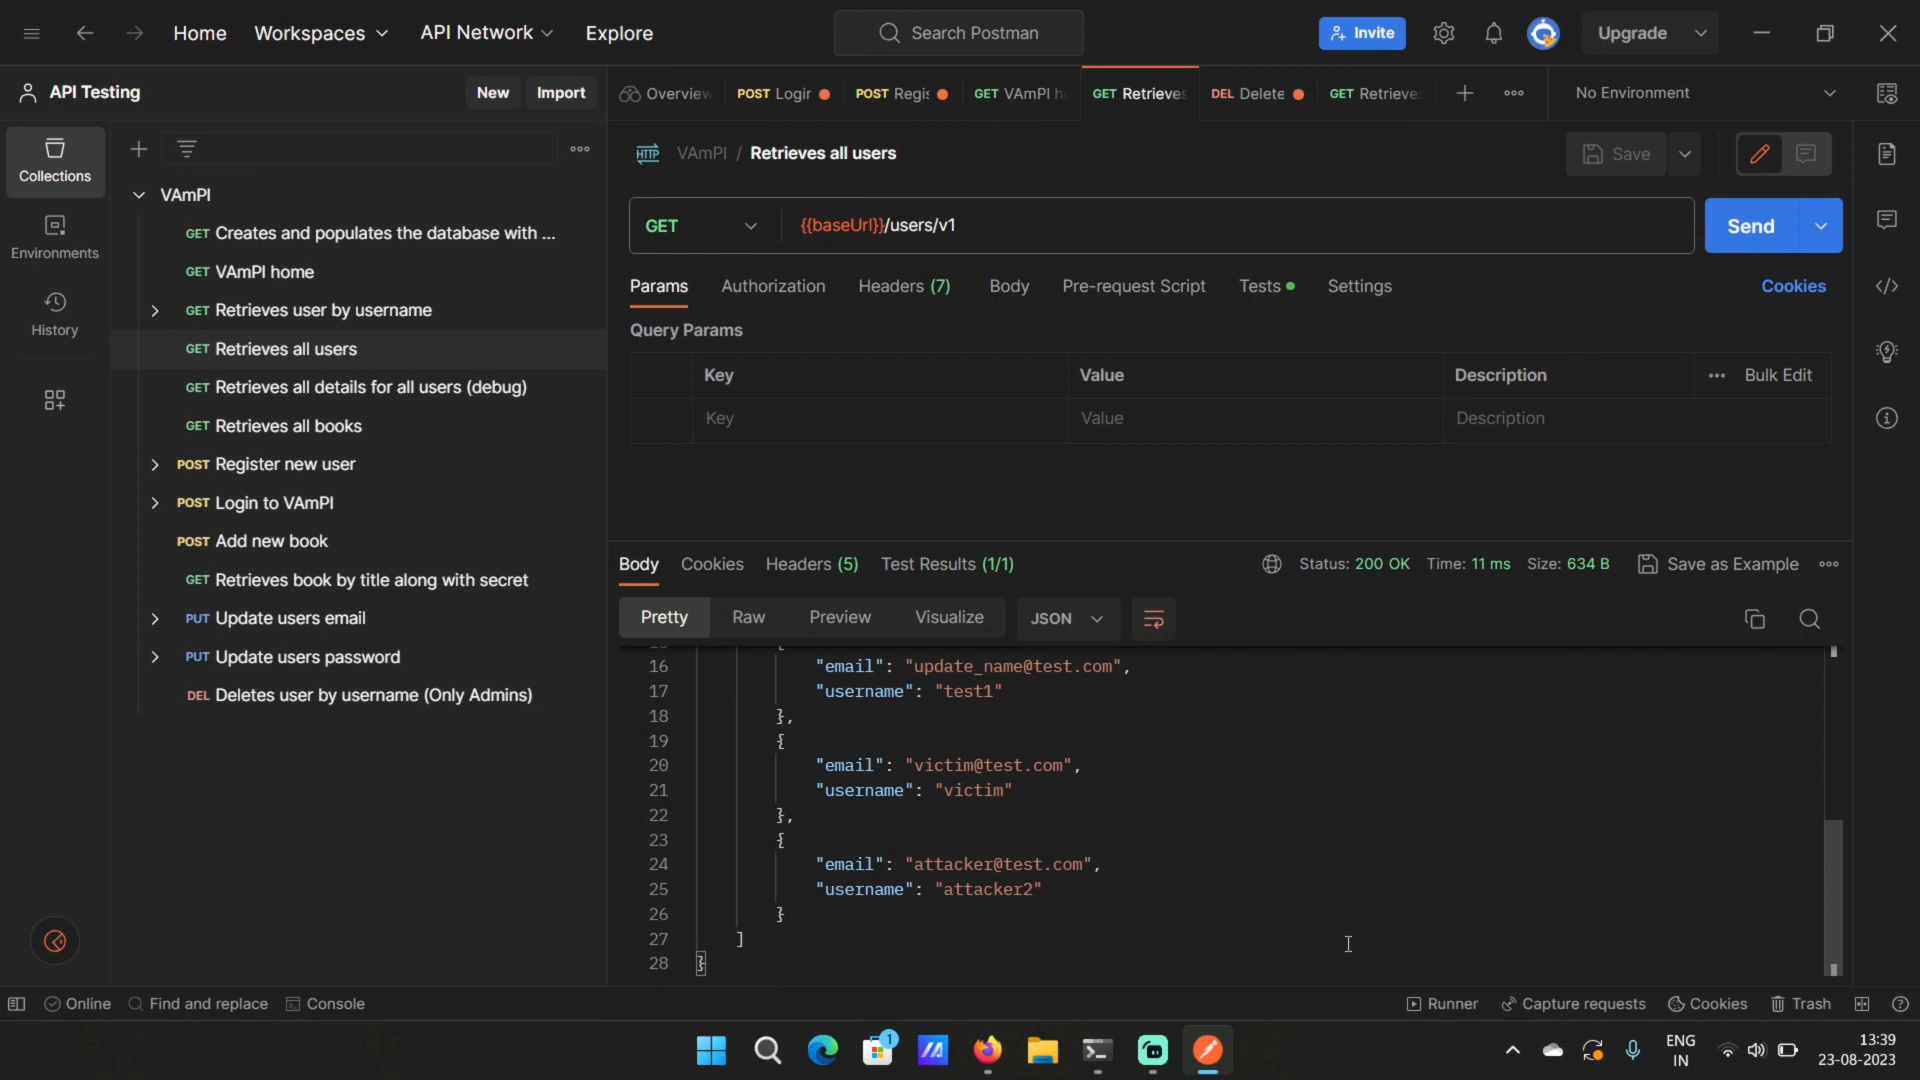 Home
Workspaces
API Network
Explore
Search Postman
Invite
Upgrade
API Testing
New
Import
Overview
POST Login
POST Regis
GET VAmPI h
GET Retrieves
DEL Delete
GET Retrieve
No Environment
Collections
Environments
History
VAmPI
GET Creates and populates the database with ...
GET VAmPI home
GET Retrieves user by username
GET Retrieves all users
GET Retrieves all details for all users (debug)
GET Retrieves all books
POST Register new user
POST Login to VAmPI
POST Add new book
GET Retrieves book by title along with secret
PUT Update users email
PUT Update users password
DEL Deletes user by username (Only Admins)
HTTP VAmPI / Retrieves all users
Save
GET
{{baseUrl}}/users/v1
Send
Params
Authorization
Headers (7)
Body
Pre-request Script
Tests
Settings
Cookies
Query Params
Key
Value
Description
Bulk Edit
Key
Value
Description
Body
Cookies
Headers (5)
Test Results (1/1)
Status: 200 OK
Time: 11 ms
Size: 634 B
Save as Example
Pretty
Raw
Preview
Visualize
JSON
15 {
16 "email": "update_name@test.com",
17 "username": "test1"
18 },
19 {
20 "email": "victim@test.com",
21 "username": "victim"
22 },
23 {
24 "email": "attacker@test.com",
25 "username": "attacker2"
26 }
27 ]
28 }
Online
Find and replace
Console
Runner
Capture requests
Cookies
Trash
1
ENG
IN
13:39
23-08-2023